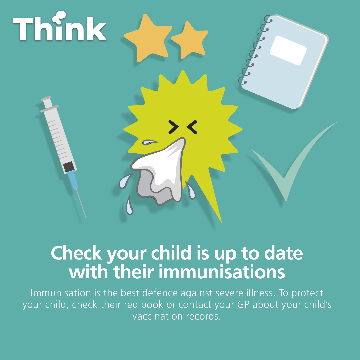 Think
Check your child is up to date
with their immunisations
Immunisation is the best defence against severe illness. To protect
your child, check their red book or contact your GP about your child's
vaccination records.